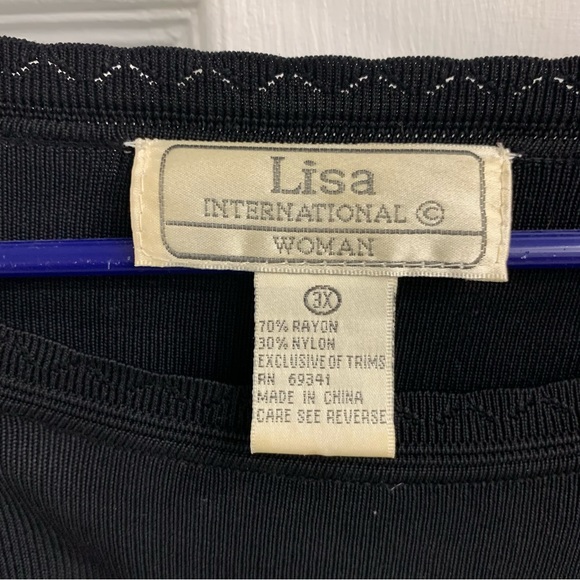 Lisa
INTERNATIONAL ©
WOMAN
3X
70% RAYON
30% NYLON
EXCLUSIVE OF TRIMS
RN 69341
MADE IN CHINA
CARE SEE REVERSE